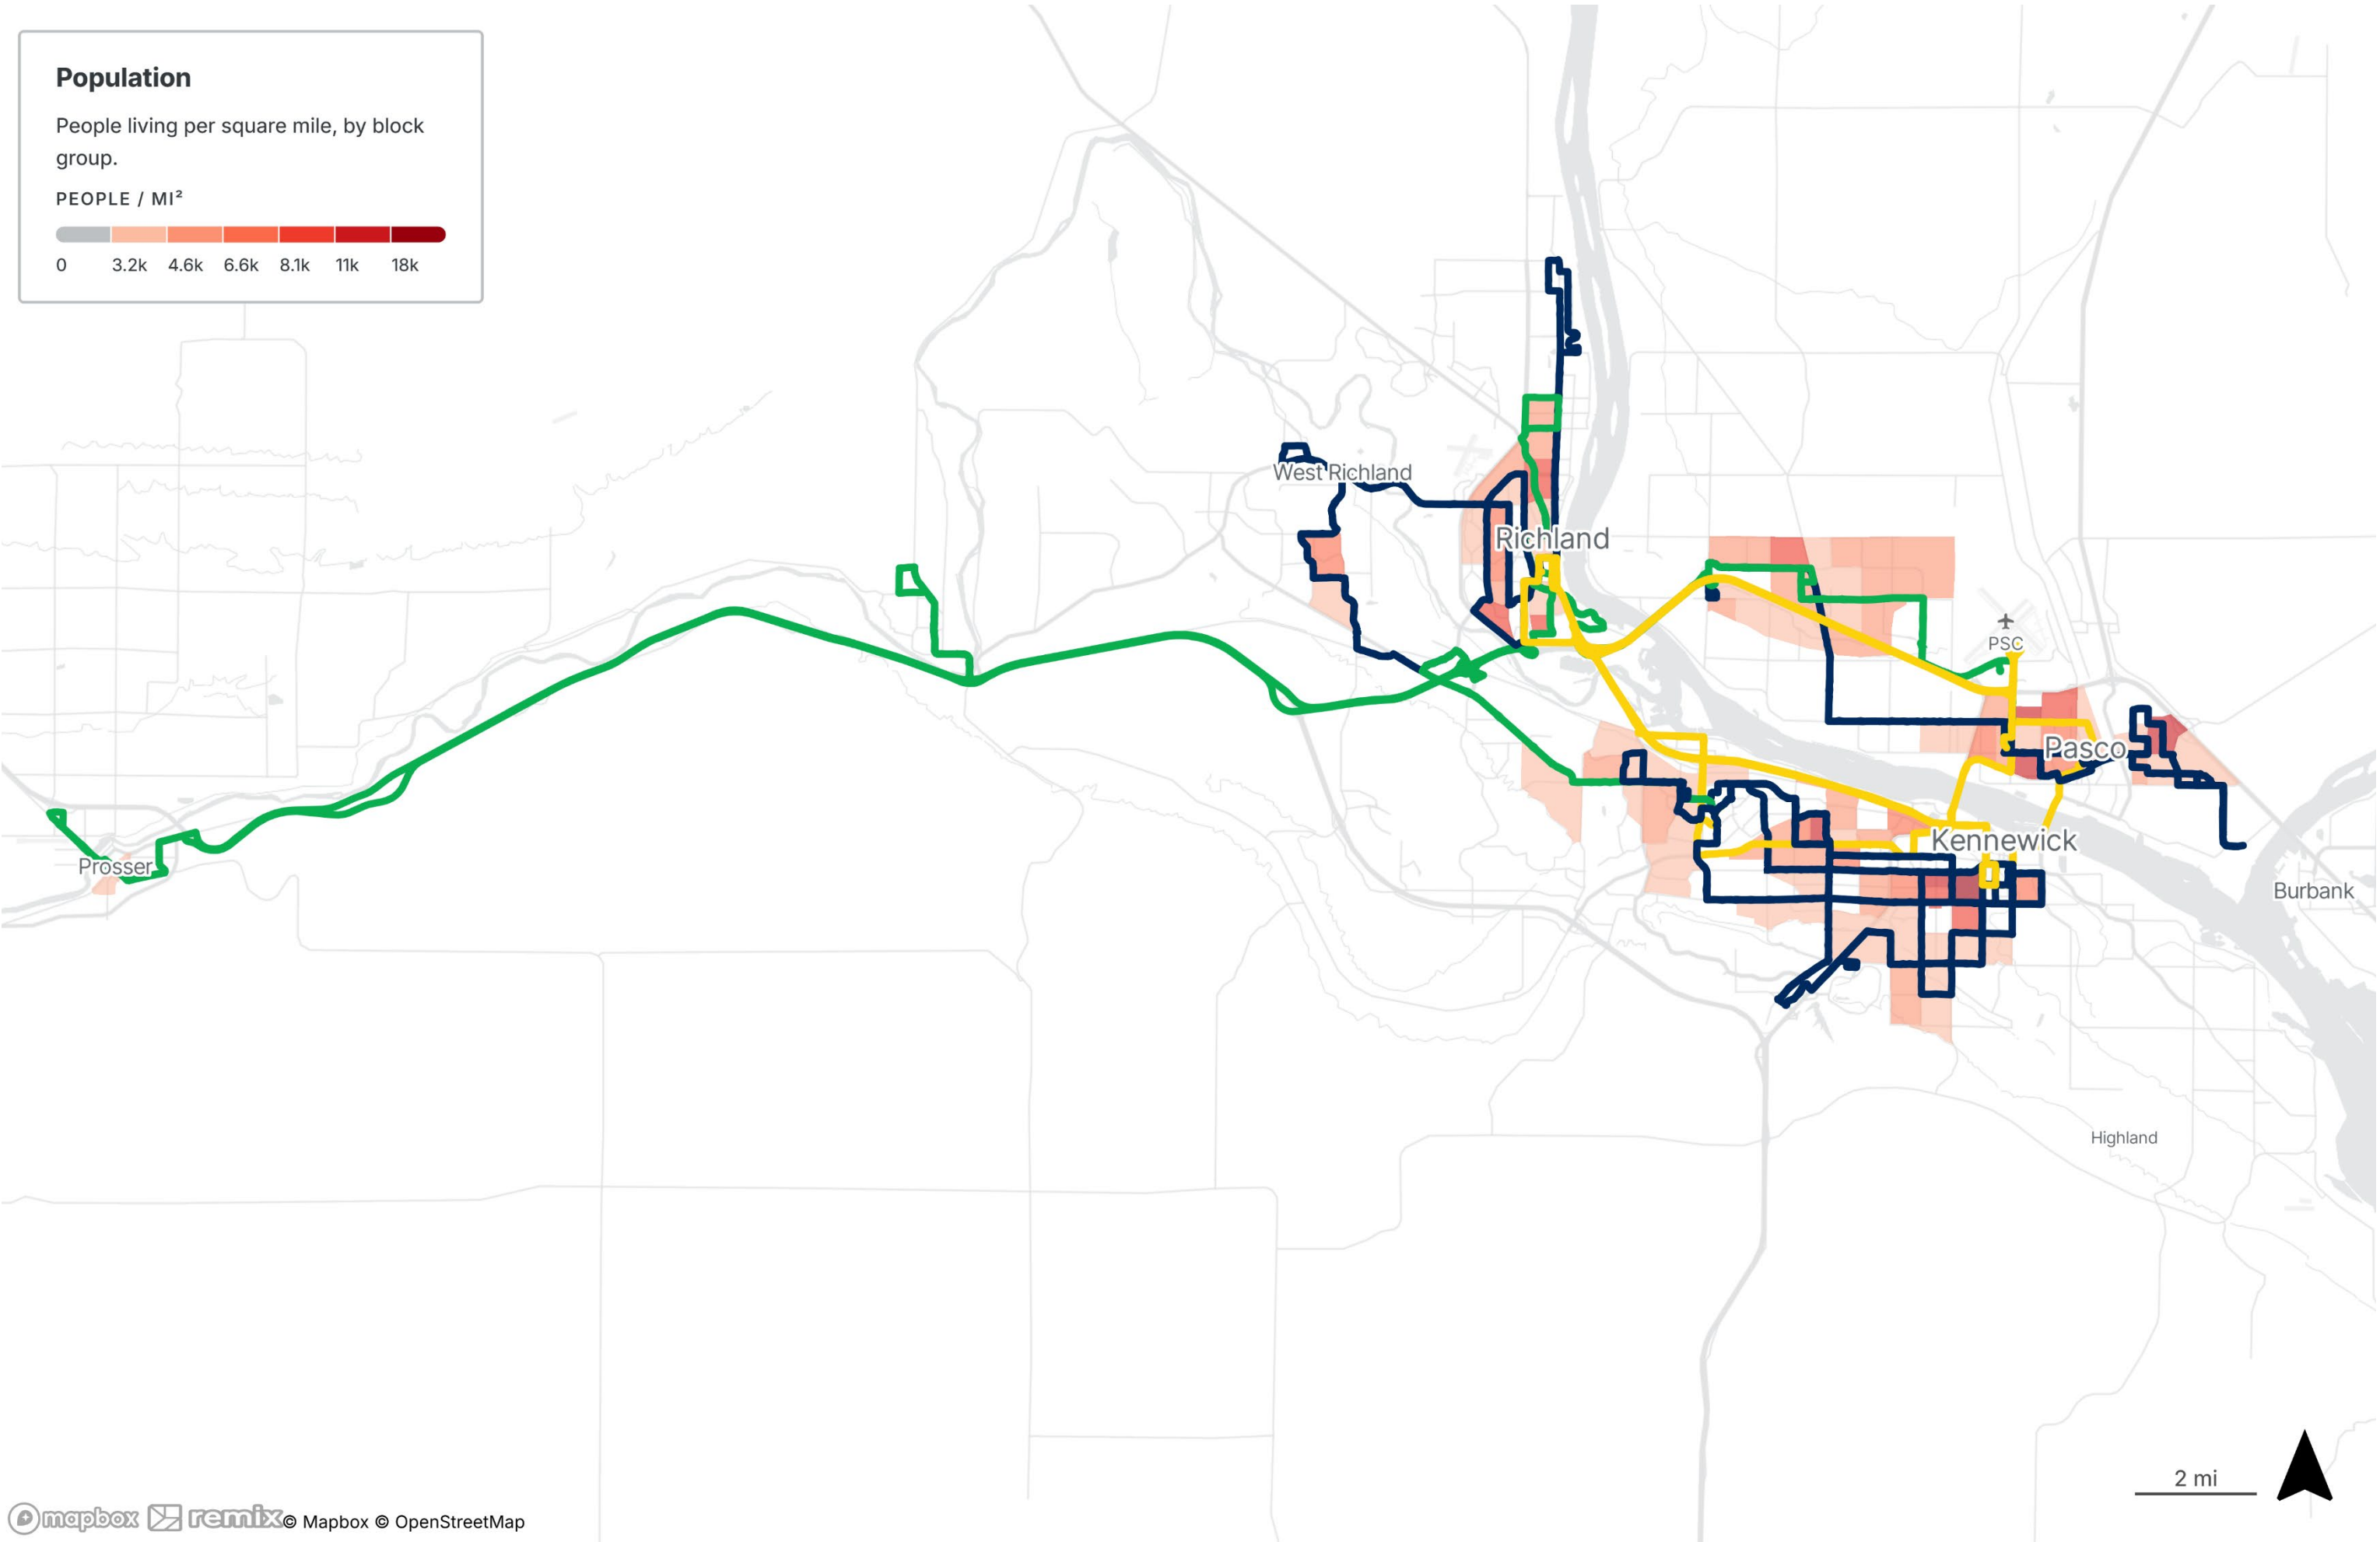 Population
People living per square mile, by block
group.
PEOPLE / MI²
0 3.2k 4.6k 6.6k 8.1k 11k 18k
West Richland
Richland
PSC
Pasco
Kennewick
Prosser
Burbank
Highland
2 mi
mapbox remix © Mapbox © OpenStreetMap